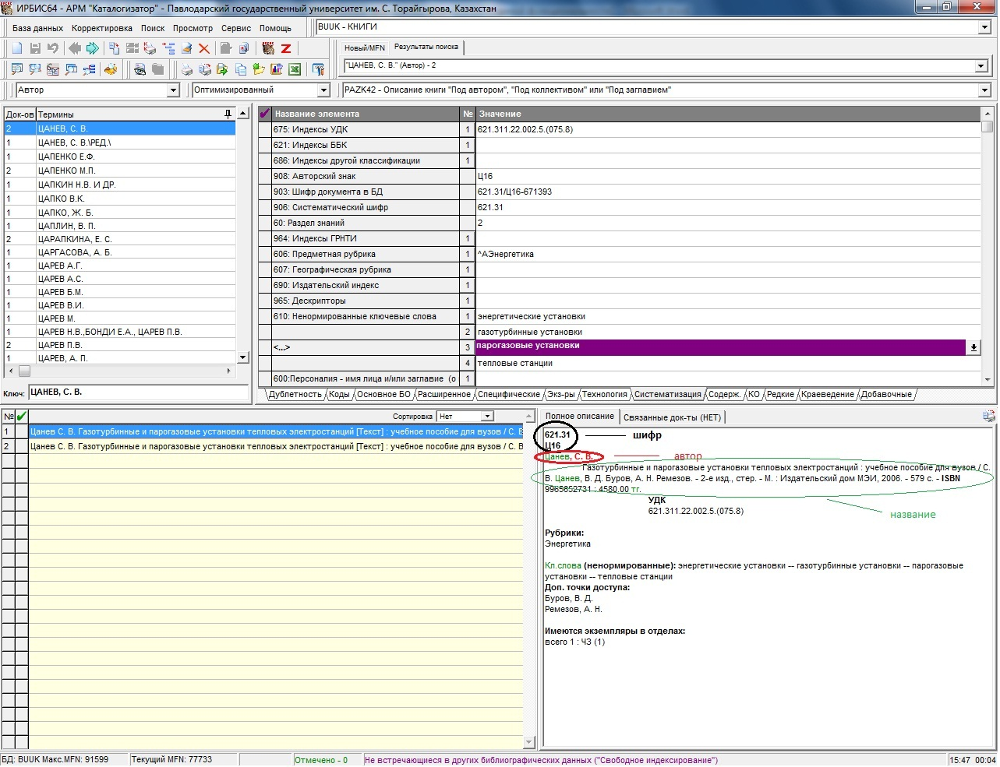 ИРБИС64 - АРМ "Каталогизатор" - Павлодарский государственный университет им. С. Торайгырова, Казахстан
База данных Корректировка Поиск Просмотр Сервис Помощь
BUUK - КНИГИ
Новый/MFN Результаты поиска
"ЦАНЕВ, С. В." (Автор) - 2
Автор
Оптимизированный
PAZK42 - Описание книги "Под автором", "Под коллективом" или "Под заглавием"
Док-ов Термины
2 ЦАНЕВ, С. В.
1 ЦАНЕВ, С. В.\РЕД.\
1 ЦАПЕНКО Е.Ф.
2 ЦАПЕНКО М.П.
1 ЦАПКИН Н.В. И ДР.
1 ЦАПКО В.К.
1 ЦАПКО, Ж. Б.
1 ЦАПЛИН, В. П.
2 ЦАРАПКИНА, Е. С.
1 ЦАРГАСОВА, А. Б.
1 ЦАРЕВ А.Г.
1 ЦАРЕВ А.С.
1 ЦАРЕВ Б.М.
1 ЦАРЕВ В.И.
1 ЦАРЕВ М.
1 ЦАРЕВ Н.В.,БОНДИ Е.А., ЦАРЕВ П.В.
2 ЦАРЕВ П.В.
1 ЦАРЕВ, А. П.
Ключ: ЦАНЕВ, С. В.
Название элемента № Значение
675: Индексы УДК 1 621.311.22.002.5.(075.8)
621: Индексы ББК 1
686: Индексы другой классификации 1
908: Авторский знак Ц16
903: Шифр документа в БД 621.31/Ц16-671393
906: Систематический шифр 621.31
60: Раздел знаний 2
964: Индексы ГРНТИ 1
606: Предметная рубрика 1 ^AЭнергетика
607: Географическая рубрика 1
690: Издательский индекс 1
965: Дескрипторы 1
610: Ненормированные ключевые слова 1 энергетические установки
2 газотурбинные установки
<...> 3 парогазовые установки
4 тепловые станции
600:Персоналия - имя лица и/или заглавие (о 1
Дублетность Коды Основное БО Расширенное Специфические Экз-ры Технология Систематизация Содерж. КО Редкие Краеведение Добавочные
№ Сортировка Нет
1 Цанев С. В. Газотурбинные и парогазовые установки тепловых электростанций [Текст] : учебное пособие для вузов / С. В
2 Цанев С. В. Газотурбинные и парогазовые установки тепловых электростанций [Текст] : учебное пособие для вузов / С. В
Полное описание Связанные док-ты (НЕТ)
621.31 шифр
Ц16
Цанев, С. В. автор
Газотурбинные и парогазовые установки тепловых электростанций : учебное пособие для вузов / С.
В. Цанев, В. Д. Буров, А. Н. Ремезов. - 2-е изд., стер. - М. : Издательский дом МЭИ, 2006. - 579 с. - ISBN
9965652731 : 4580.00 тг.
УДК
621.311.22.002.5.(075.8)
название
Рубрики:
Энергетика
Кл.слова (ненормированные): энергетические установки -- газотурбинные установки -- парогазовые
установки -- тепловые станции
Доп. точки доступа:
Буров, В. Д.
Ремезов, А. Н.
Имеются экземпляры в отделах:
всего 1 : ЧЗ (1)
БД: BUUK Макс.MFN: 91599 Текущий MFN: 77733 Отмечено - 0 Не встречающиеся в других библиографических данных ("Свободное индексирование") 15:47 00:04